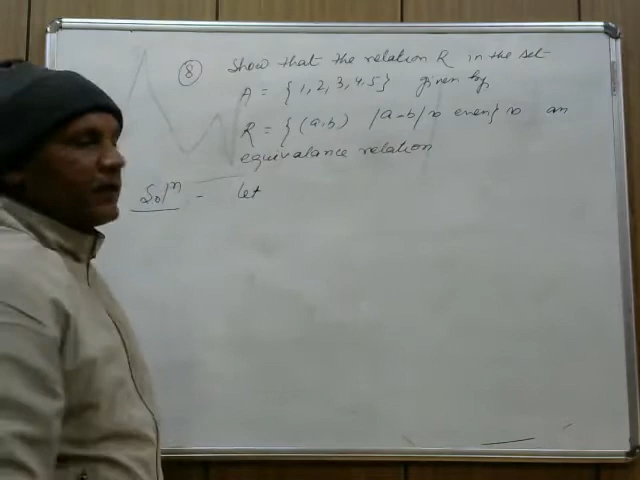 ⑧ Show that the relation R in the set
A = {1, 2, 3, 4.5} given by
R = {(a,b) |a-b| is even} is an
equivalance relation
Solⁿ - let